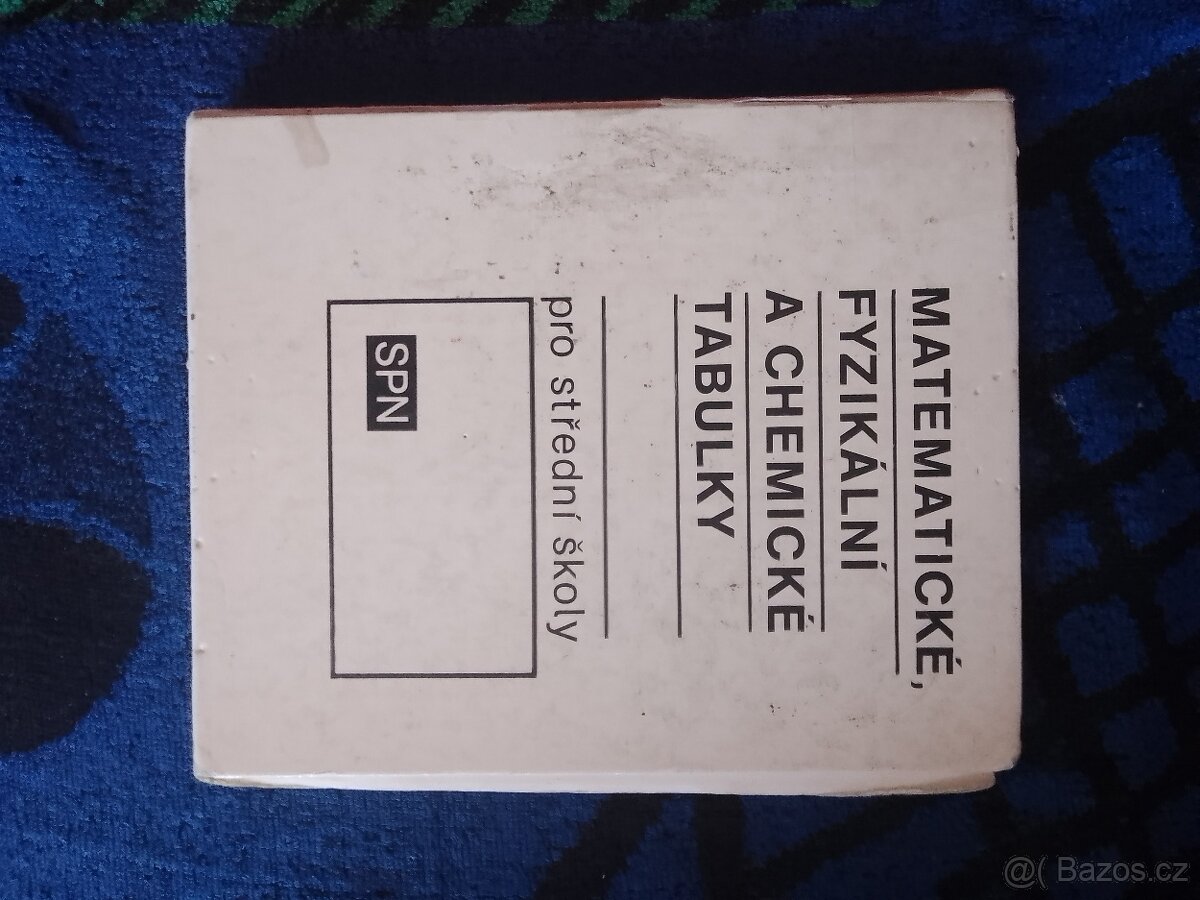 MATEMATICKÉ,
FYZIKÁLNÍ
A CHEMICKÉ
TABULKY
pro střední školy
SPN
@( Bazos.cz